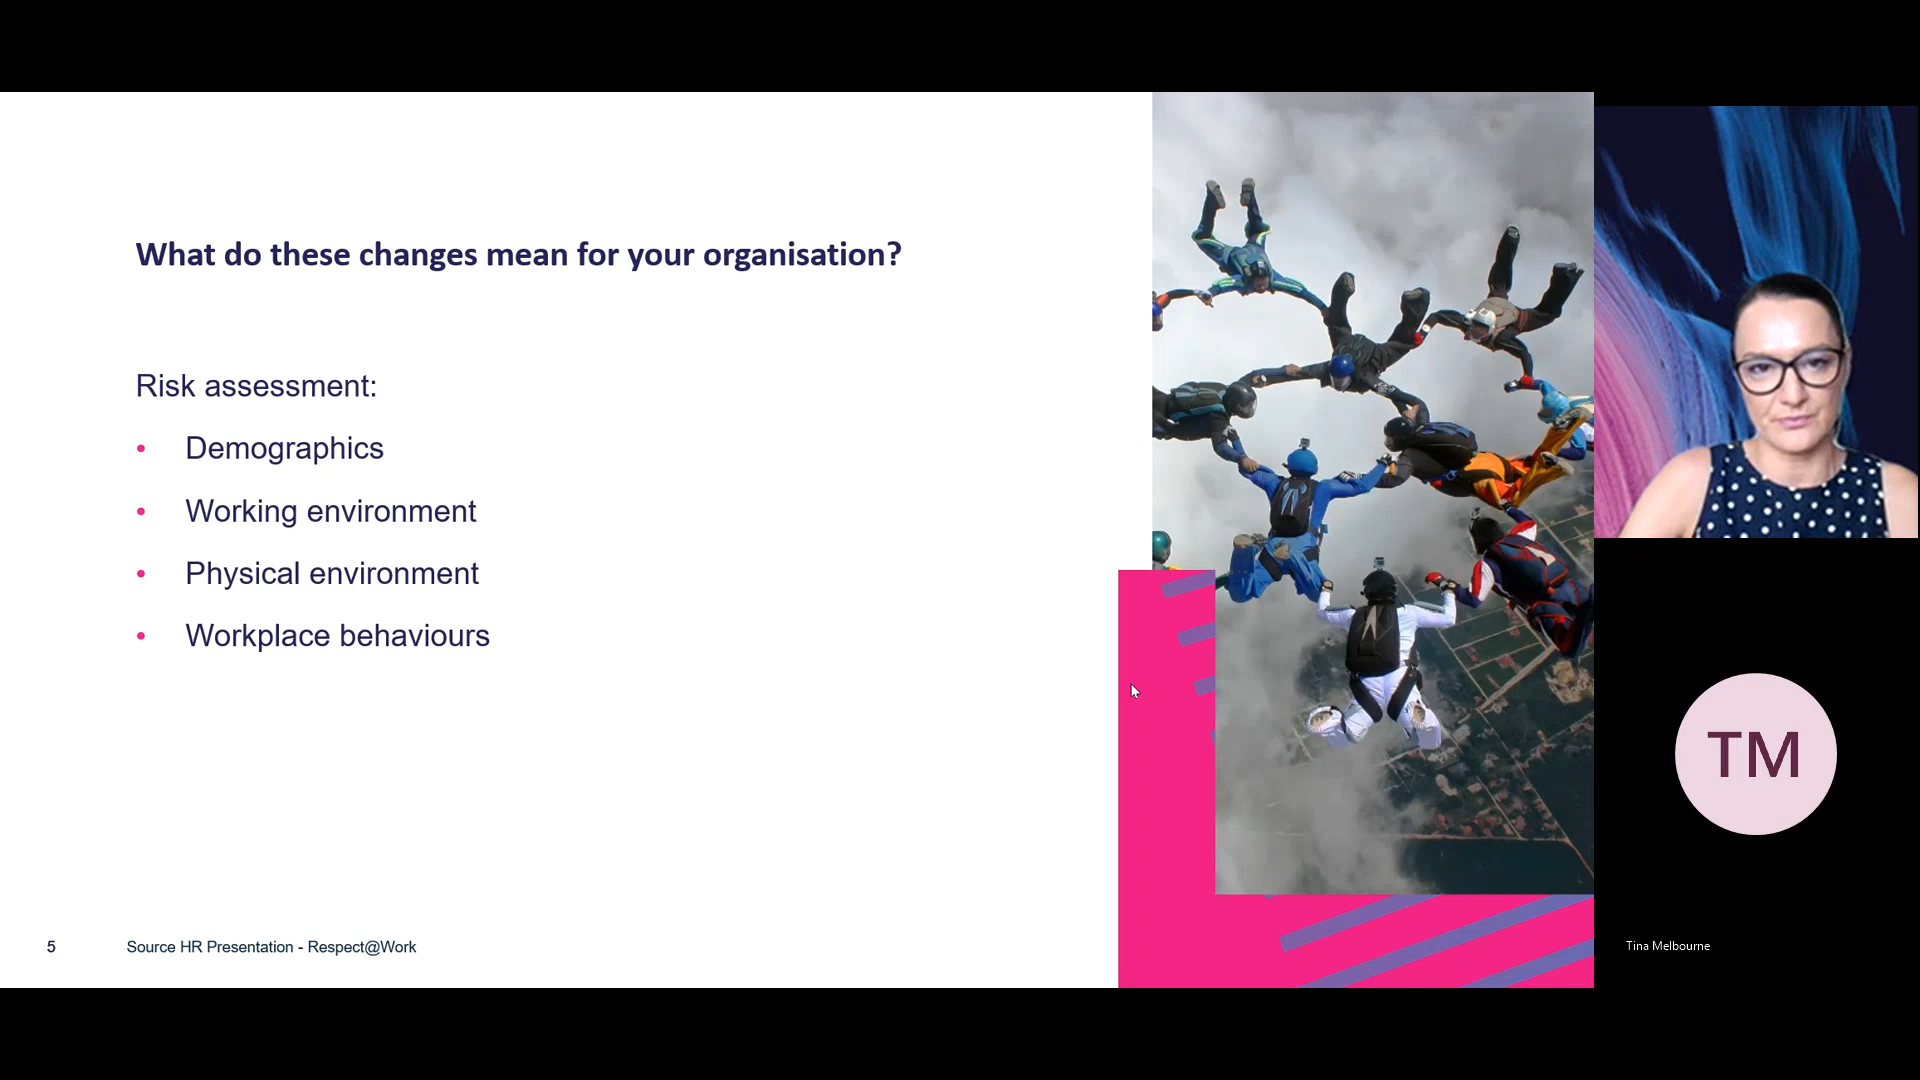 What do these changes mean for your organisation?
Risk assessment:
• Demographics
• Working environment
• Physical environment
• Workplace behaviours
5
Source HR Presentation - Respect@Work
TM
Tina Melbourne